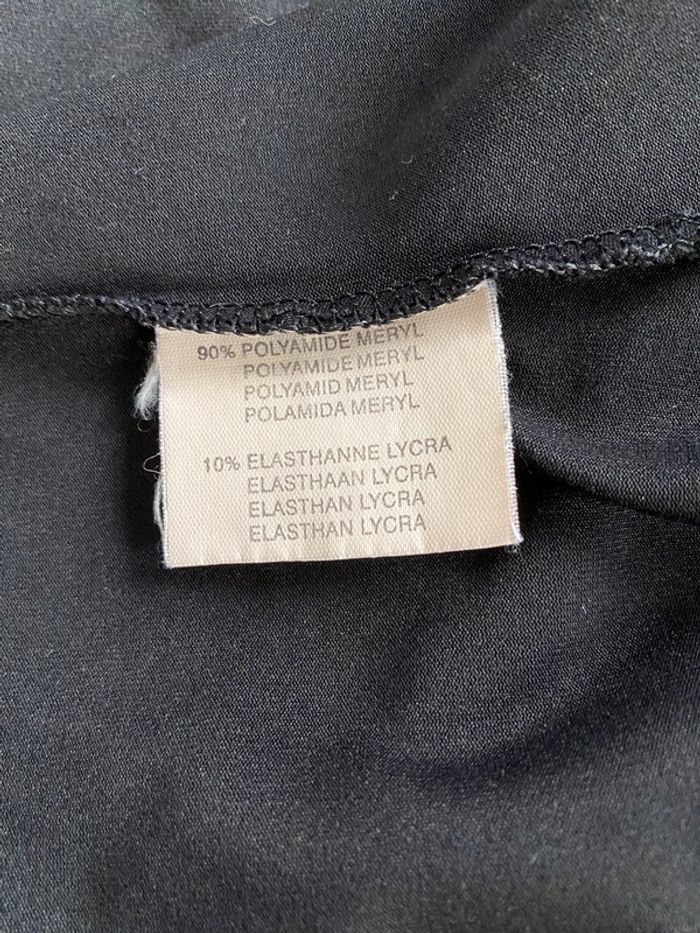 90% POLYAMIDE MERYL
POLYAMIDE MERYL
POLYAMID MERYL
POLAMIDA MERYL
10% ELASTHANNE LYCRA
ELASTHAAN LYCRA
ELASTHAN LYCRA
ELASTHAN LYCRA